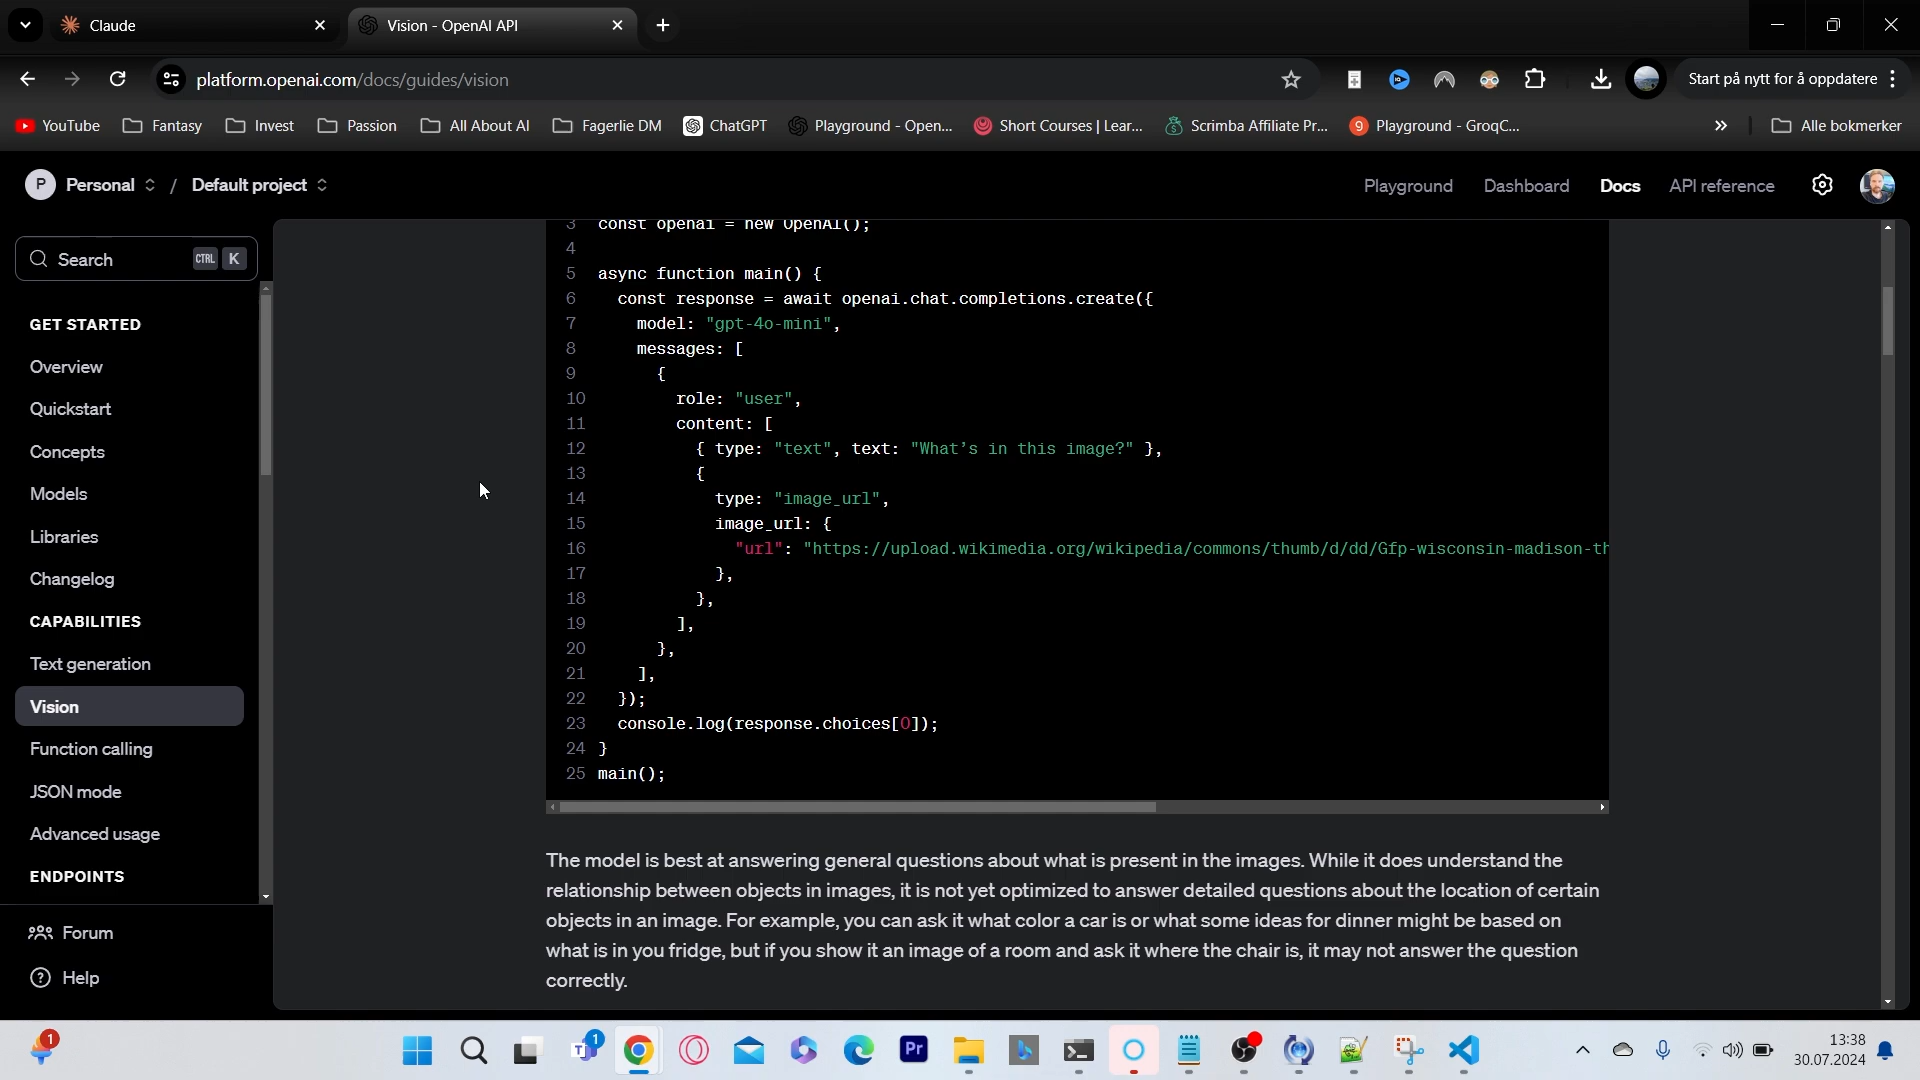 Claude
Vision - OpenAI API
platform.openai.com/docs/guides/vision
Start på nytt for å oppdatere
YouTube
Fantasy
Invest
Passion
All About AI
Fagerlie DM
ChatGPT
Playground - Open...
Short Courses | Lear...
Scrimba Affiliate Pr...
Playground - GroqC...
Alle bokmerker
P Personal / Default project
Playground
Dashboard
Docs
API reference
Search CTRL K
GET STARTED
Overview
Quickstart
Concepts
Models
Libraries
Changelog
CAPABILITIES
Text generation
Vision
Function calling
JSON mode
Advanced usage
ENDPOINTS
Forum
Help
3 const openai = new OpenAI();
4
5 async function main() {
6 const response = await openai.chat.completions.create({
7 model: "gpt-4o-mini",
8 messages: [
9 {
10 role: "user",
11 content: [
12 { type: "text", text: "What’s in this image?" },
13 {
14 type: "image_url",
15 image_url: {
16 "url": "https://upload.wikimedia.org/wikipedia/commons/thumb/d/dd/Gfp-wisconsin-madison-th
17 },
18 },
19 ],
20 },
21 ],
22 });
23 console.log(response.choices[0]);
24 }
25 main();
The model is best at answering general questions about what is present in the images. While it does understand the
relationship between objects in images, it is not yet optimized to answer detailed questions about the location of certain
objects in an image. For example, you can ask it what color a car is or what some ideas for dinner might be based on
what is in you fridge, but if you show it an image of a room and ask it where the chair is, it may not answer the question
correctly.
1
1
Pr
13:38
30.07.2024